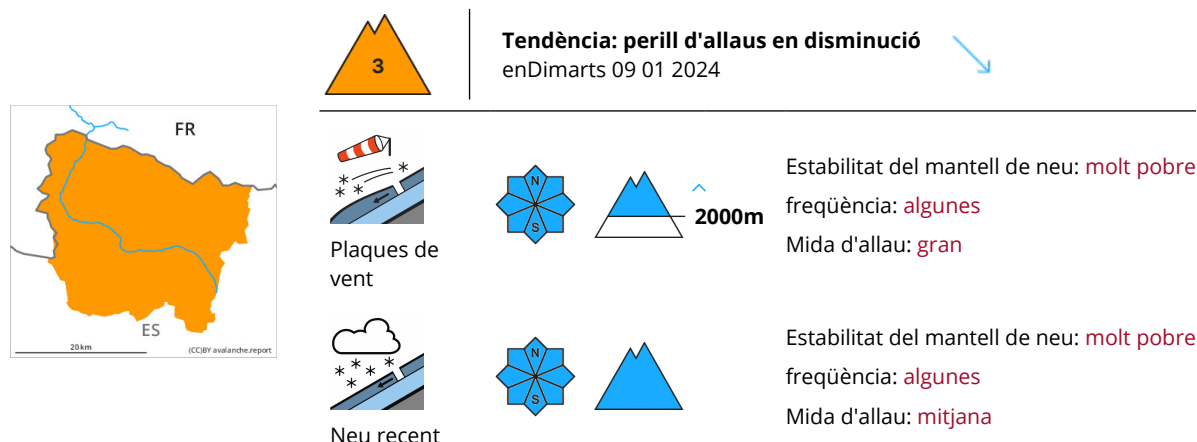 3
Tendència: perill d'allaus en disminució
enDimarts 09 01 2024
FR
ES
20 km
(CC)BY avalanche.report
N
S
2000m
Plaques de
vent
Estabilitat del mantell de neu: molt pobre
freqüència: algunes
Mida d'allau: gran
N
S
Neu recent
Estabilitat del mantell de neu: molt pobre
freqüència: algunes
Mida d'allau: mitjana